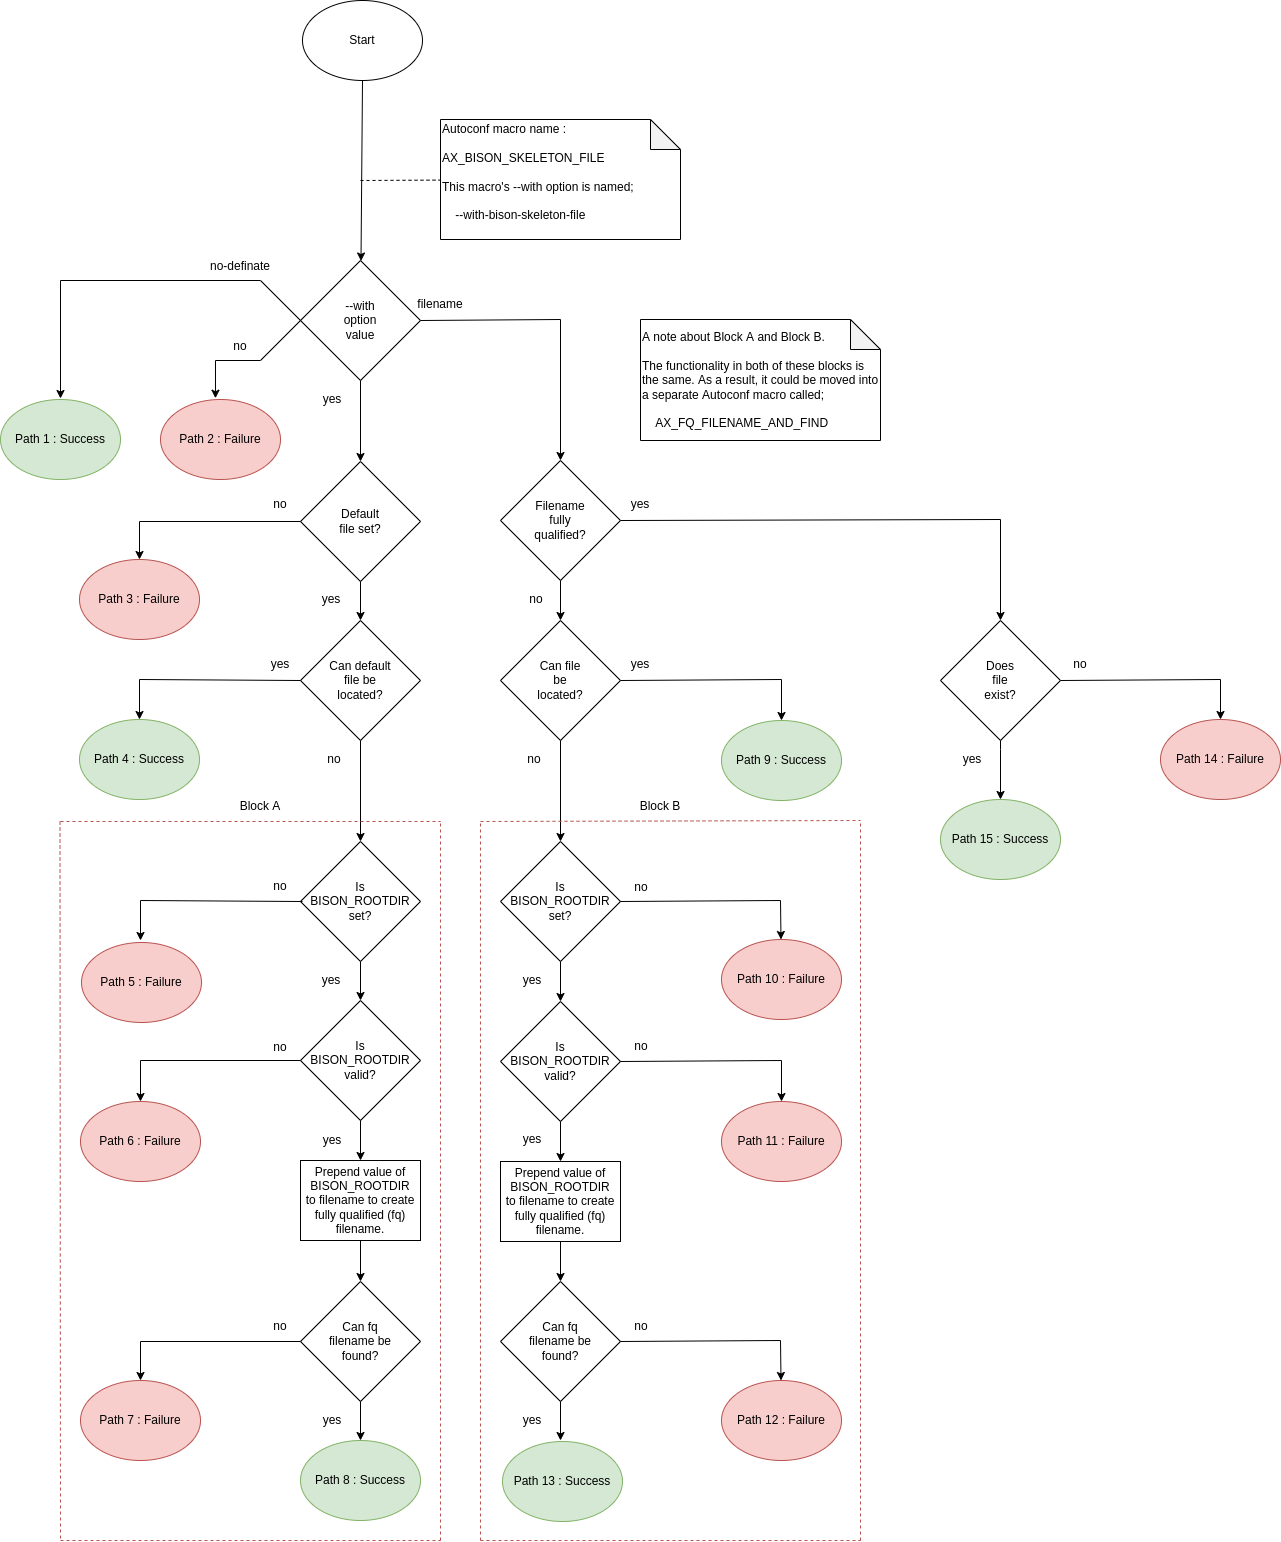 Start
Autoconf macro name :
AX_BISON_SKELETON_FILE
This macro's --with option is named;
--with-bison-skeleton-file
no-definate
--with
option
value
filename
no
yes
A note about Block A and Block B.
The functionality in both of these blocks is
the same. As a result, it could be moved into
a separate Autoconf macro called;
AX_FQ_FILENAME_AND_FIND
Path 1 : Success
Path 2 : Failure
no
Default
file set?
yes
Filename
fully
qualified?
yes
no
Path 3 : Failure
yes
Can default
file be
located?
no
Can file
be
located?
yes
no
Does
file
exist?
no
yes
Path 4 : Success
Path 9 : Success
Path 14 : Failure
Path 15 : Success
Block A
Block B
no
Is
BISON_ROOTDIR
set?
yes
Is
BISON_ROOTDIR
set?
no
yes
Path 5 : Failure
Path 10 : Failure
no
Is
BISON_ROOTDIR
valid?
yes
Is
BISON_ROOTDIR
valid?
no
yes
Path 6 : Failure
Path 11 : Failure
Prepend value of
BISON_ROOTDIR
to filename to create
fully qualified (fq)
filename.
Prepend value of
BISON_ROOTDIR
to filename to create
fully qualified (fq)
filename.
no
Can fq
filename be
found?
yes
Can fq
filename be
found?
no
yes
Path 7 : Failure
Path 12 : Failure
Path 8 : Success
Path 13 : Success